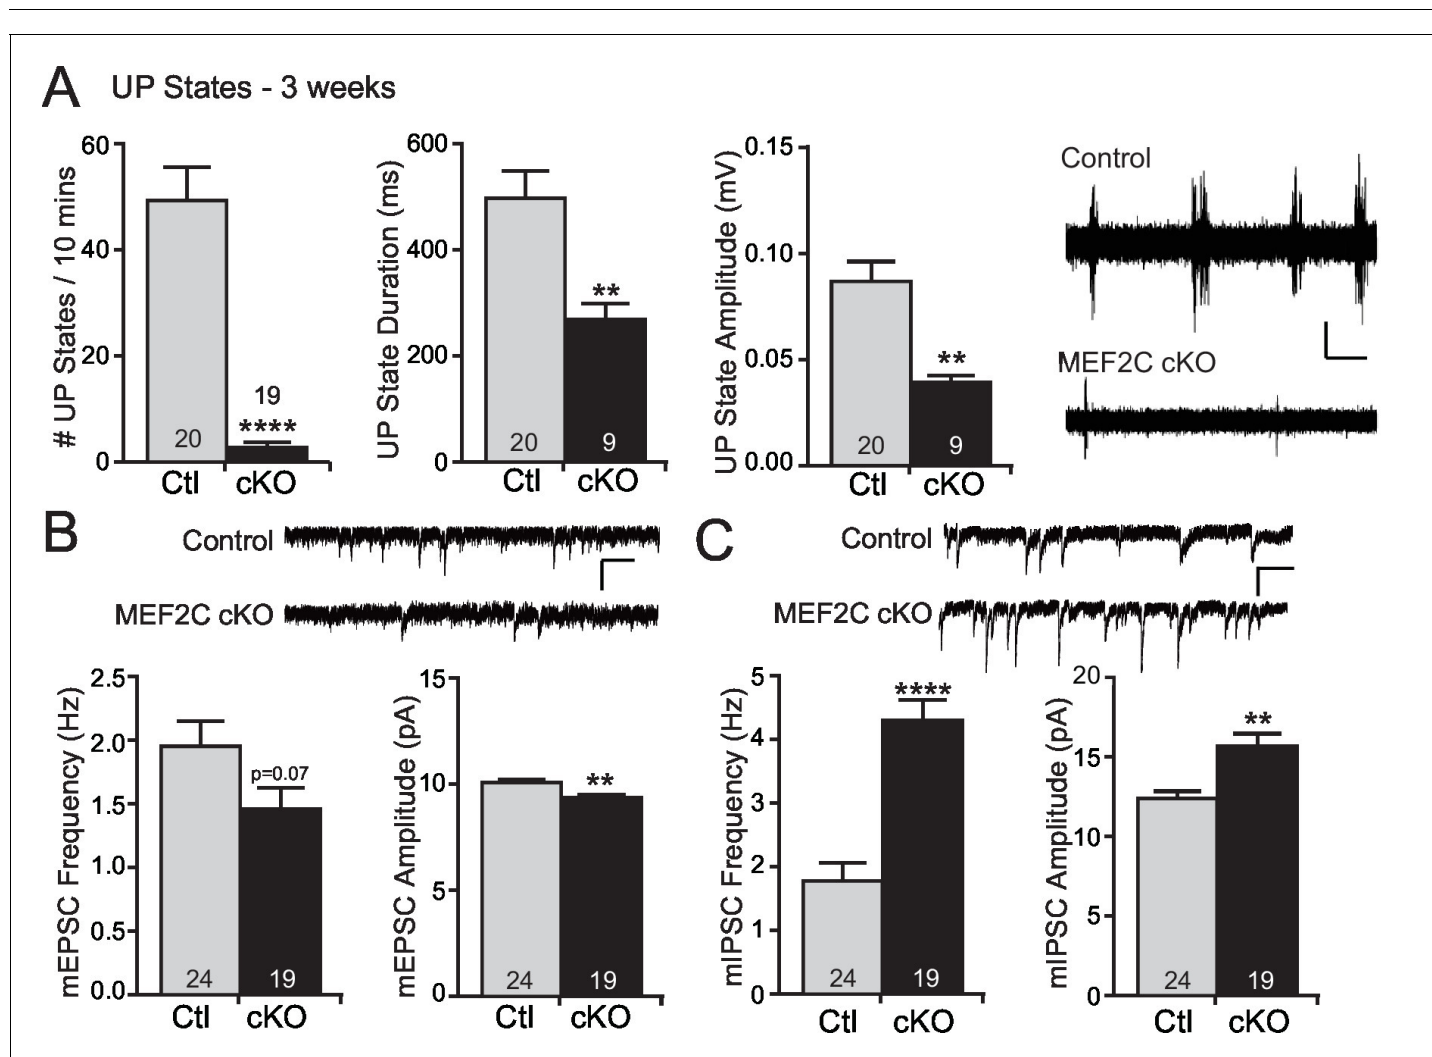 A UP States - 3 weeks
# UP States / 10 mins
60
40
20
0
20
19
****
Ctl cKO
UP State Duration (ms)
600
400
200
0
20
**
9
Ctl cKO
UP State Amplitude (mV)
0.15
0.10
0.05
0.00
20
**
9
Ctl cKO
Control
MEF2C cKO
B
Control
MEF2C cKO
mEPSC Frequency (Hz)
2.5
2.0
1.5
1.0
0.5
0.0
p=0.07
24 19
Ctl cKO
mEPSC Amplitude (pA)
15
10
5
0
**
24 19
Ctl cKO
C
Control
MEF2C cKO
mIPSC Frequency (Hz)
5
4
3
2
1
0
****
24 19
Ctl cKO
mIPSC Amplitude (pA)
20
15
10
5
0
**
24 19
Ctl cKO